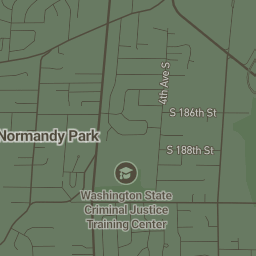 4th Ave S
S 186th St
Normandy Park
S 188th St
Washington State
Criminal Justice
Training Center